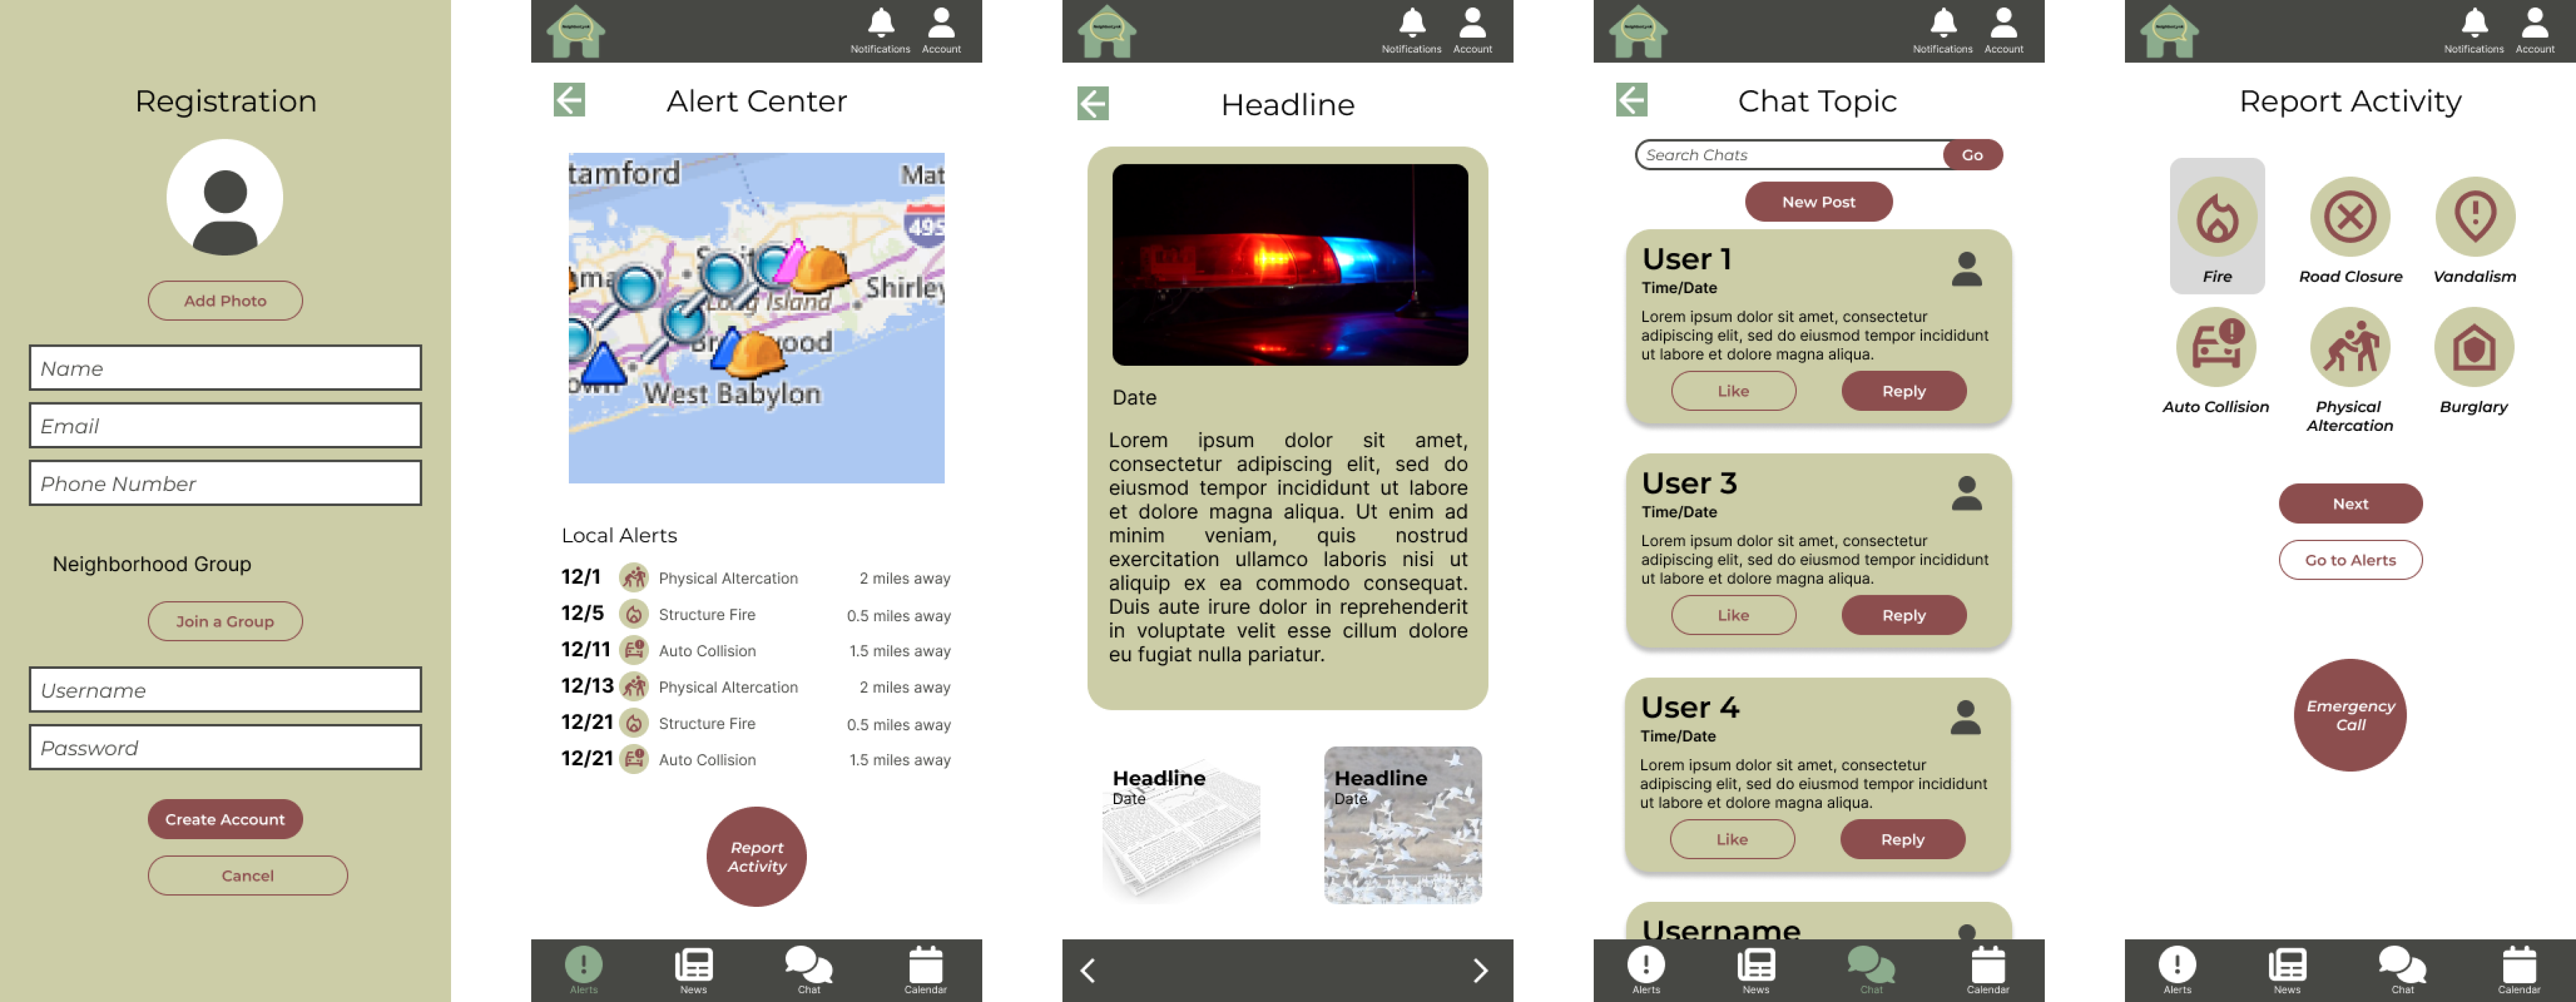 Registration
Add Photo
Name
Email
Phone Number
Neighborhood Group
Join a Group
Username
Password
Create Account
Cancel
Notifications Account
Alert Center
tamford
Mat
495
Long Island
Shirley
West Babylon
Local Alerts
12/1 Physical Altercation 2 miles away
12/5 Structure Fire 0.5 miles away
12/11 Auto Collision 1.5 miles away
12/13 Physical Altercation 2 miles away
12/21 Structure Fire 0.5 miles away
12/21 Auto Collision 1.5 miles away
Report
Activity
Alerts News Chat Calendar
Notifications Account
Headline
Date
Lorem ipsum dolor sit amet,
consectetur adipiscing elit, sed do
eiusmod tempor incididunt ut labore
et dolore magna aliqua. Ut enim ad
minim veniam, quis nostrud
exercitation ullamco laboris nisi ut
aliquip ex ea commodo consequat.
Duis aute irure dolor in reprehenderit
in voluptate velit esse cillum dolore
eu fugiat nulla pariatur.
Headline
Date
Headline
Date
Notifications Account
Chat Topic
Search Chats Go
New Post
User 1
Time/Date
Lorem ipsum dolor sit amet, consectetur
adipiscing elit, sed do eiusmod tempor incididunt
ut labore et dolore magna aliqua.
Like Reply
User 3
Time/Date
Lorem ipsum dolor sit amet, consectetur
adipiscing elit, sed do eiusmod tempor incididunt
ut labore et dolore magna aliqua.
Like Reply
User 4
Time/Date
Lorem ipsum dolor sit amet, consectetur
adipiscing elit, sed do eiusmod tempor incididunt
ut labore et dolore magna aliqua.
Like Reply
Username
Alerts News Chat Calendar
Notifications Account
Report Activity
Fire Road Closure Vandalism
Auto Collision Physical Burglary
Altercation
Next
Go to Alerts
Emergency
Call
Alerts News Chat Calendar